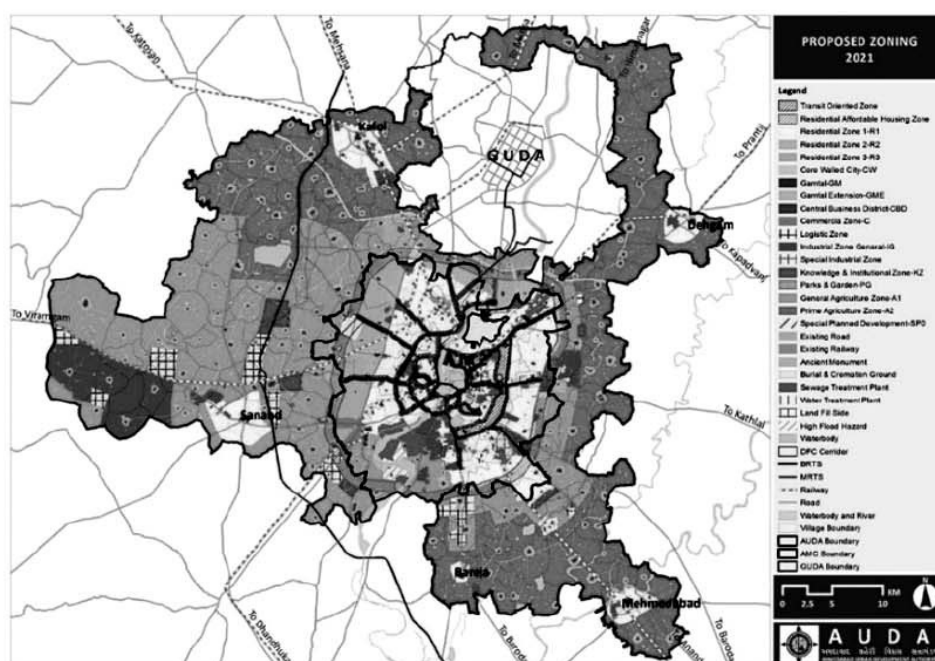 To Katosan
To Mehsana
To Himatnagar
Kalol
GUDA
To Prantij
Dehgam
To Kapadvanj
To Viramgam
Sanand
To Kathlal
Bareja
Mehmedabad
To Dhandhuka
To Baroda
PROPOSED ZONING
2021
Legend
Transit Oriented Zone
Residential Affordable Housing Zone
Residential Zone 1-R1
Residential Zone 2-R2
Residential Zone 3-R3
Core Walled City-CW
Gamtal-GM
Gamtal Extension-GME
Central Business District-CBD
Commercial Zone-C
Logistic Zone
Industrial Zone General-IG
Special Industrial Zone
Knowledge & Institutional Zone-KZ
Parks & Garden-PG
General Agriculture Zone-A1
Prime Agriculture Zone-A2
Special Planned Development-SPD
Existing Road
Existing Railway
Ancient Monument
Burial & Cremation Ground
Sewage Treatment Plant
Water Treatment Plant
Land Fill Side
High Flood Hazard
Waterbody
DFC Corridor
BRTS
MRTS
Railway
Road
Waterbody and River
Village Boundary
AUDA Boundary
AMC Boundary
GUDA Boundary
N
KM
0 2.5 5 10
AUDA